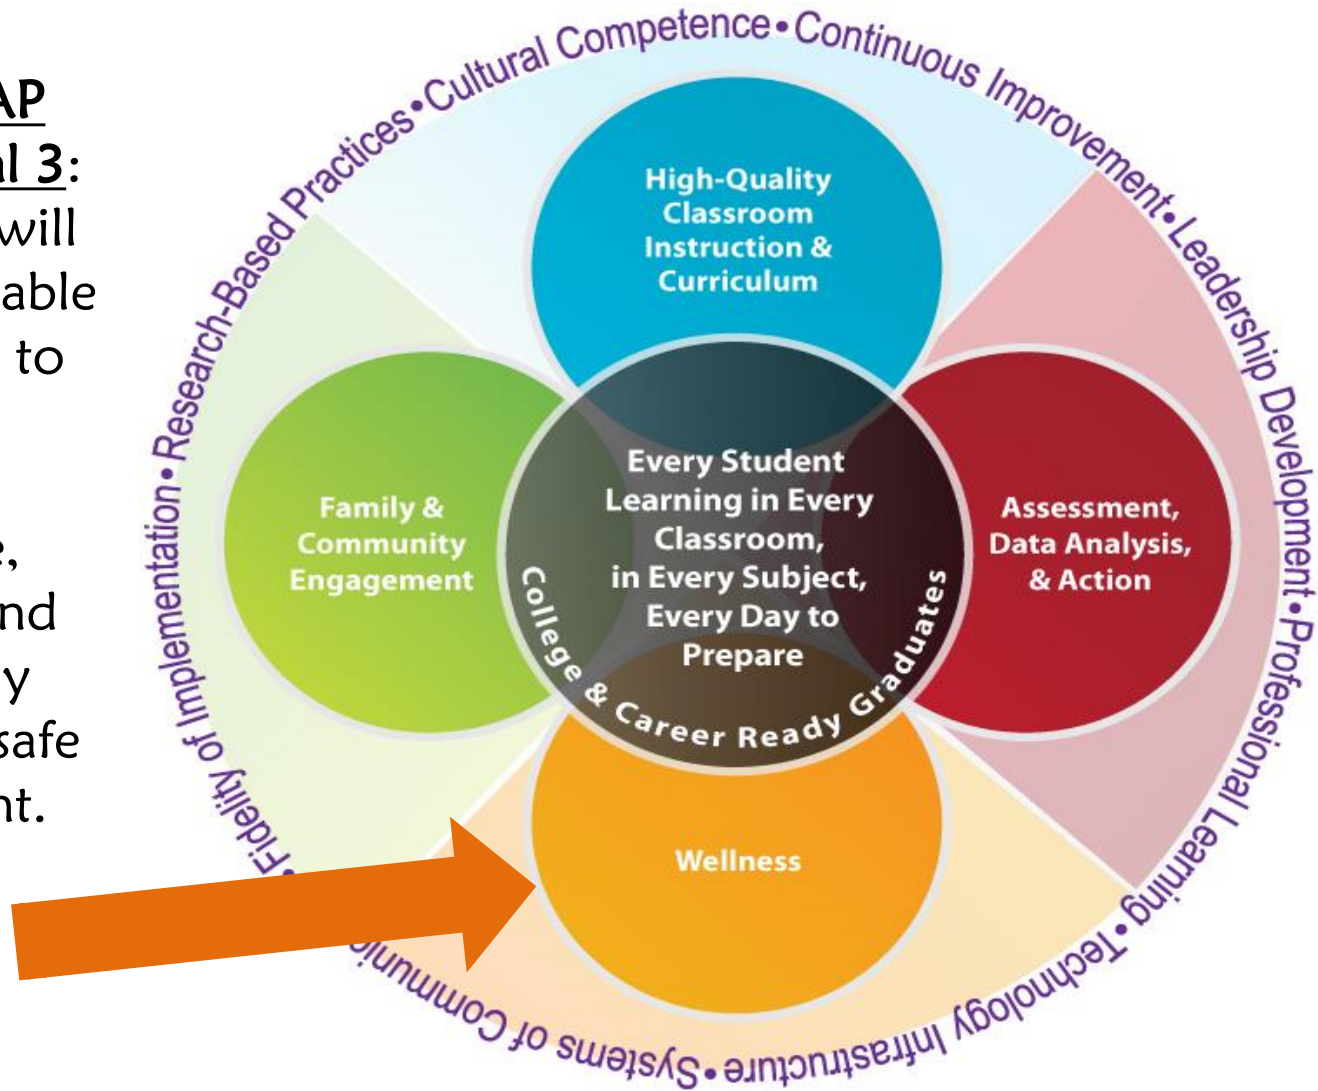 AP
al 3:
will
able
to
e,
nd
y
safe
nt.
Fidelity of Implementation • Research-Based Practices • Cultural Competence • Continuous Improvement • Leadership Development • Professional Learning • Technology Infrastructure • Systems of Communic
High-Quality
Classroom
Instruction &
Curriculum
Family &
Community
Engagement
Every Student
Learning in Every
Classroom,
in Every Subject,
Every Day to
Prepare
College & Career Ready Graduates
Assessment,
Data Analysis,
& Action
Wellness